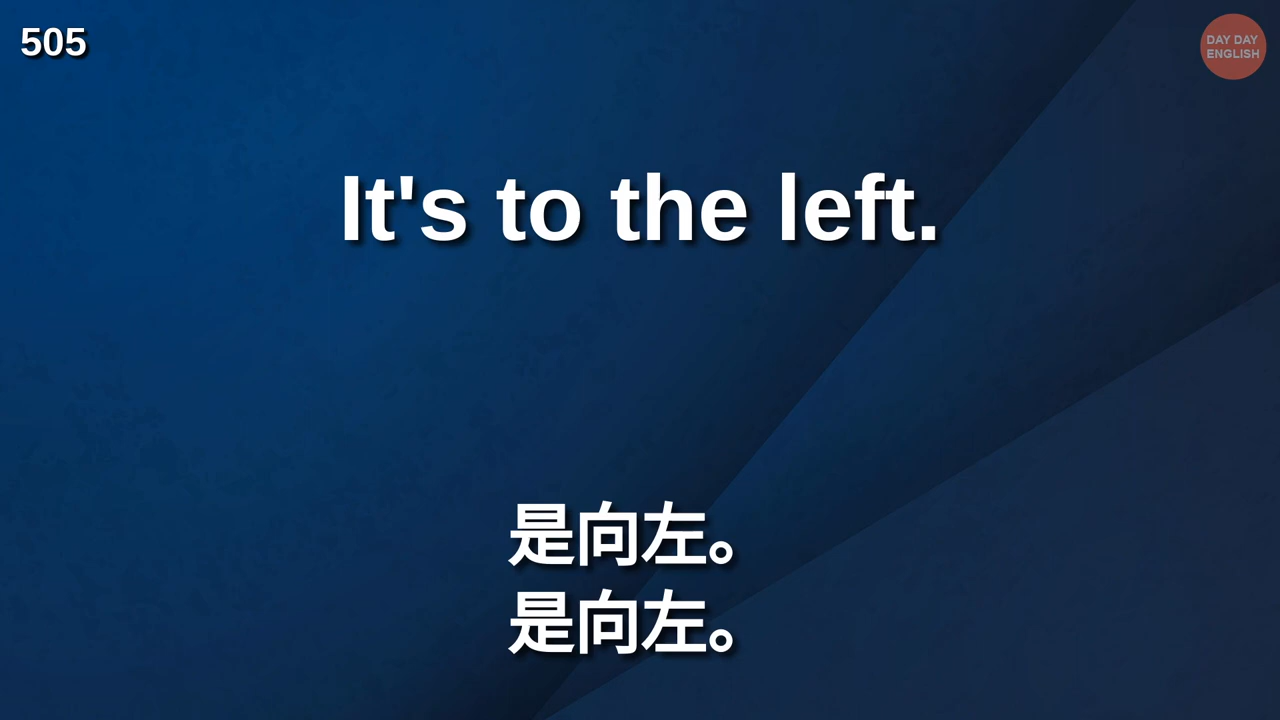 505
DAY DAY
ENGLISH
It's to the left.
是向左。
是向左。